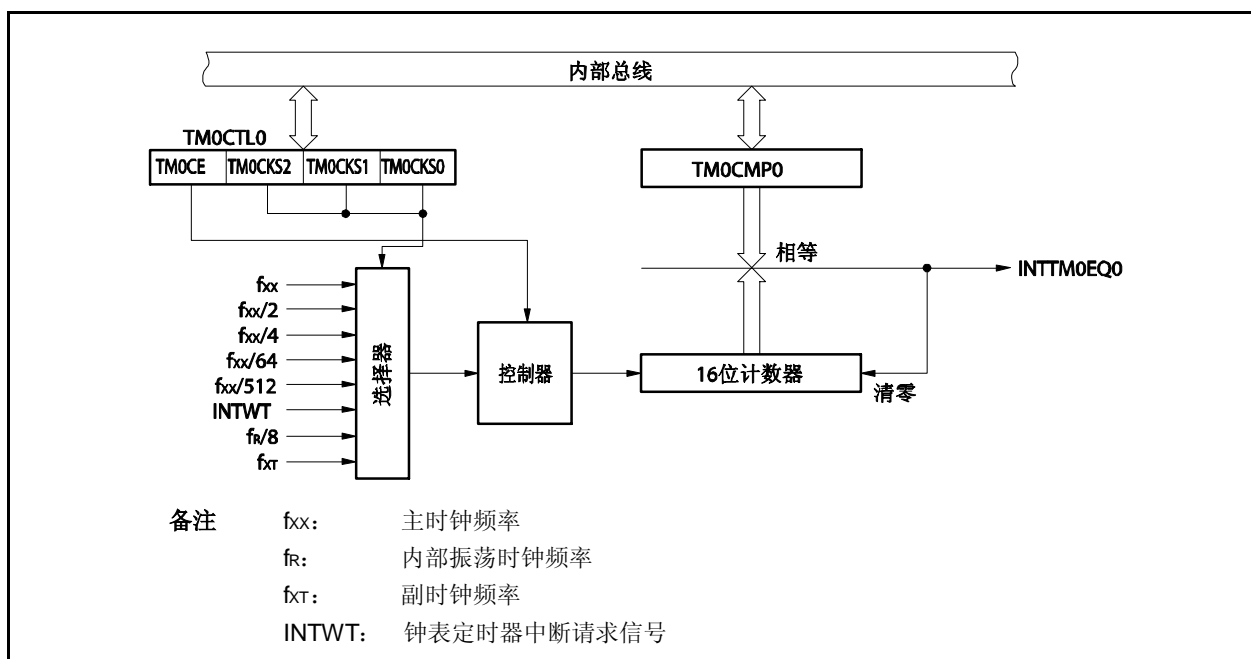 内部总线
TM0CTL0
TM0CE TM0CKS2 TM0CKS1 TM0CKS0
TM0CMP0
相等
INTTM0EQ0
fxx
fxx/2
fxx/4
fxx/64
fxx/512
INTWT
fR/8
fXT
选择器
控制器
16位计数器
清零
备注 fxx： 主时钟频率
fR： 内部振荡时钟频率
fXT： 副时钟频率
INTWT： 钟表定时器中断请求信号